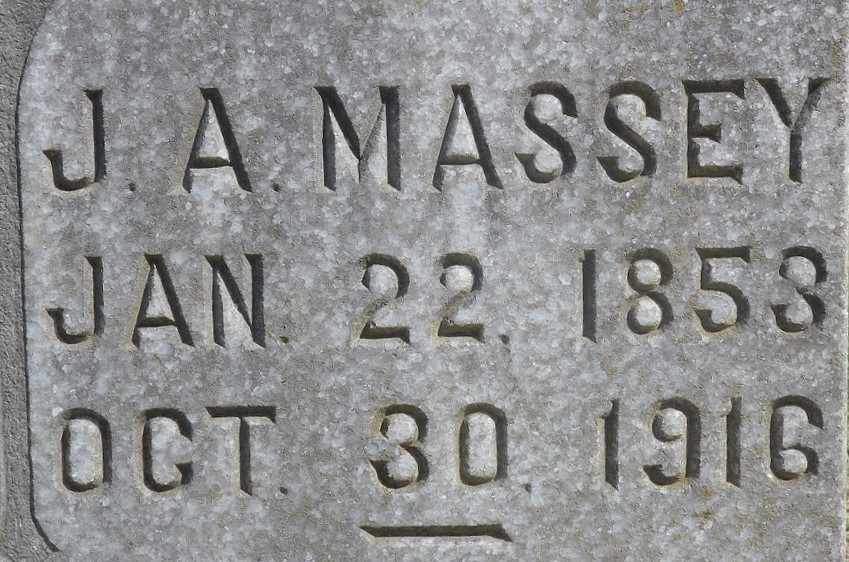 J. A. MASSEY
JAN. 22. 1853
OCT. 30. 1916